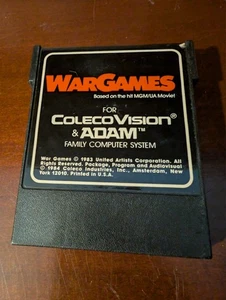 WARGAMES
Based on the hit MGM/UA Movie!
FOR
COLECOVISION®
& ADAM™
FAMILY COMPUTER SYSTEM
War Games © 1983 United Artists Corporation. All
Rights Reserved. Package, Program and Audiovisual
© 1984 Coleco Industries, Inc., Amsterdam, New
York 12010. Printed in U.S.A.